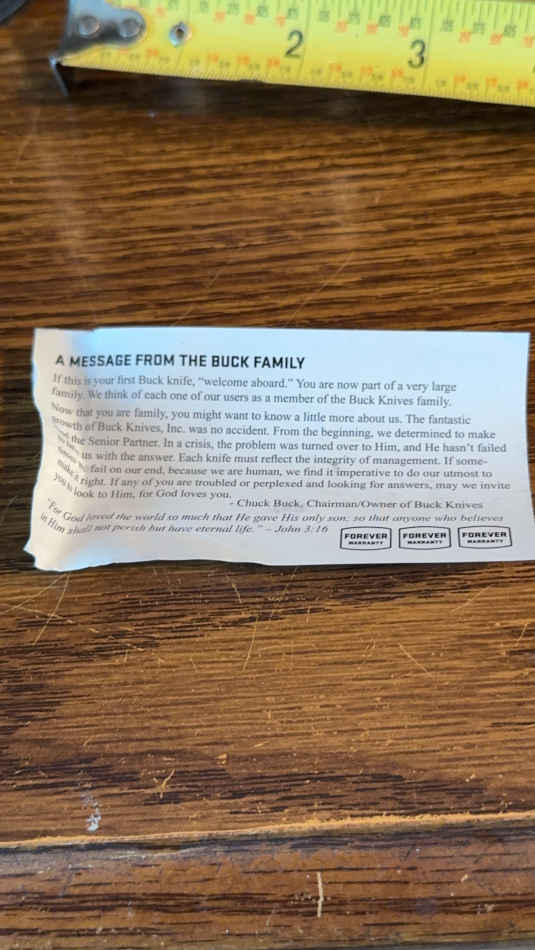 2 3
A MESSAGE FROM THE BUCK FAMILY
If this is your first Buck knife, “welcome aboard.” You are now part of a very large
family. We think of each one of our users as a member of the Buck Knives family.
Now that you are family, you might want to know a little more about us. The fantastic
growth of Buck Knives, Inc. was no accident. From the beginning, we determined to make
the Senior Partner. In a crisis, the problem was turned over to Him, and He hasn’t failed
us with the answer. Each knife must reflect the integrity of management. If some-
fail on our end, because we are human, we find it imperative to do our utmost to
make it right. If any of you are troubled or perplexed and looking for answers, may we invite
you to look to Him, for God loves you.
- Chuck Buck, Chairman/Owner of Buck Knives
“For God loved the world so much that He gave His only son; so that anyone who believes
in Him shall not perish but have eternal life.” – John 3:16
FOREVER WARRANTY FOREVER WARRANTY FOREVER WARRANTY